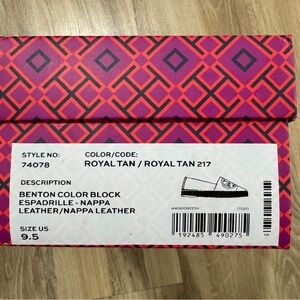 STYLE NO:
74078
COLOR/CODE:
ROYAL TAN / ROYAL TAN 217
DESCRIPTION
BENTON COLOR BLOCK
ESPADRILLE - NAPPA
LEATHER/NAPPA LEATHER
SIZE US
9.5
0520
192485 490275